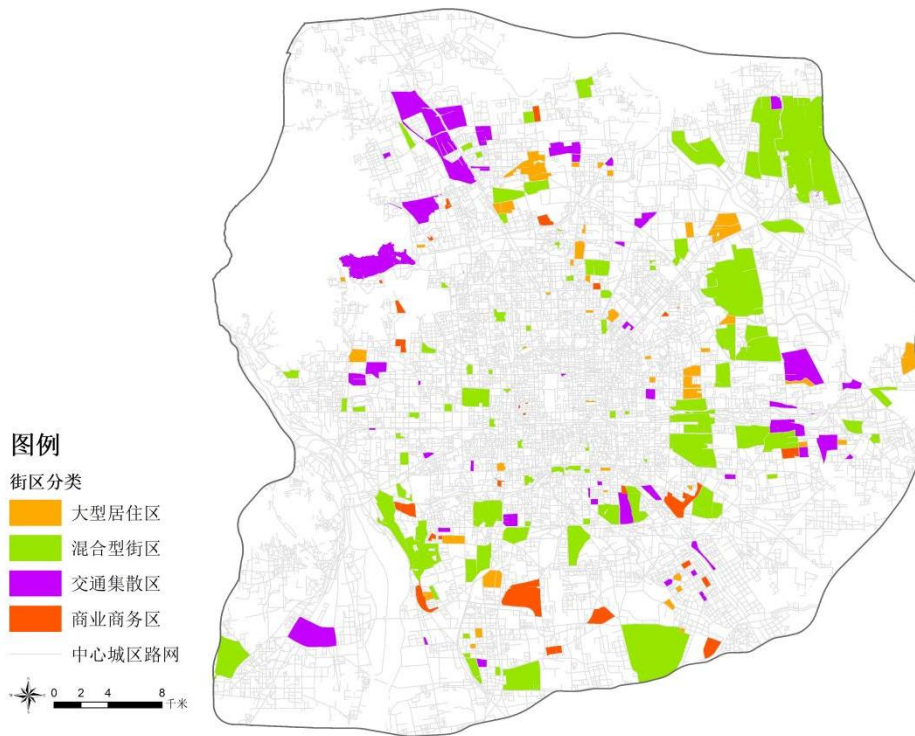 图例
街区分类
大型居住区
混合型街区
交通集散区
商业商务区
中心城区路网
0 2 4 8
千米